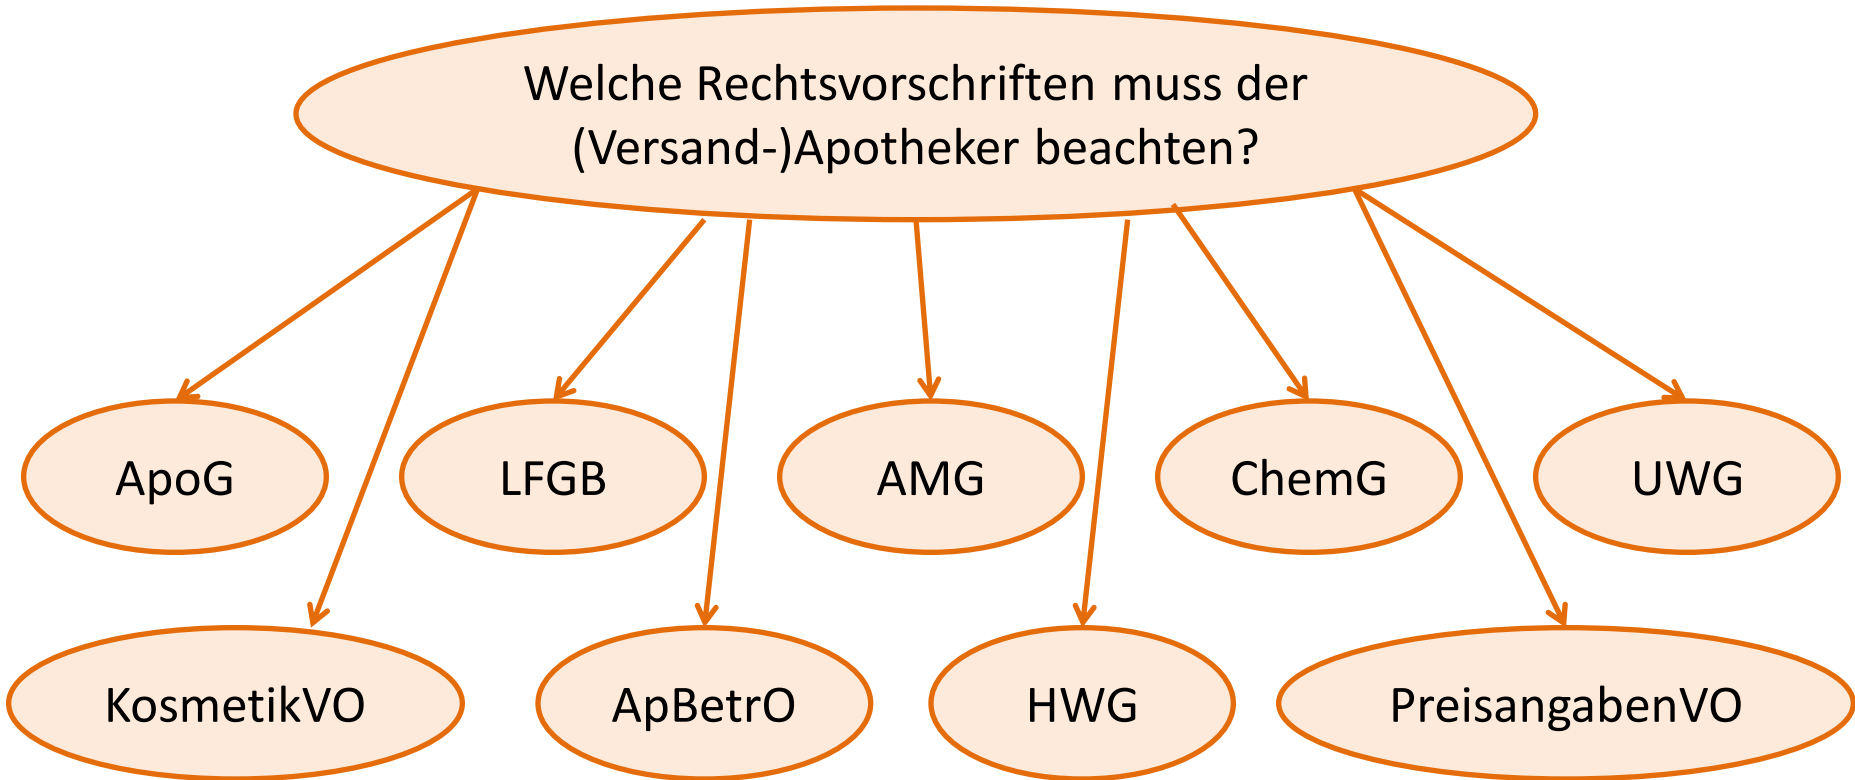 Welche Rechtsvorschriften muss der
(Versand-)Apotheker beachten?
ApoG
LFGB
AMG
ChemG
UWG
KosmetikVO
ApBetrO
HWG
PreisangabenVO